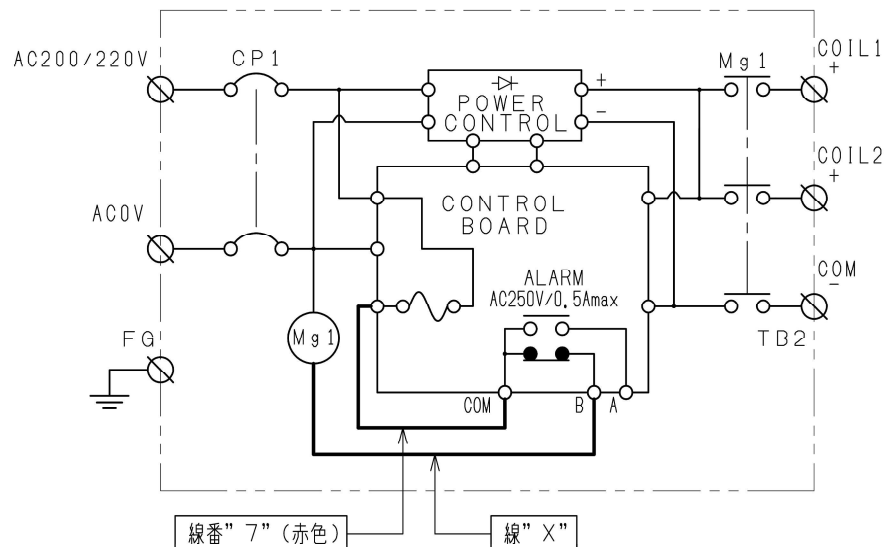 AC200/220V
CP1
POWER
CONTROL
+
-
Mg1
COIL1
+
COIL2
+
AC0V
CONTROL
BOARD
ALARM
AC250V/0.5Amax
COM
-
Mg1
FG
TB2
COM
B
A
線番"7"(赤色)
線"X"